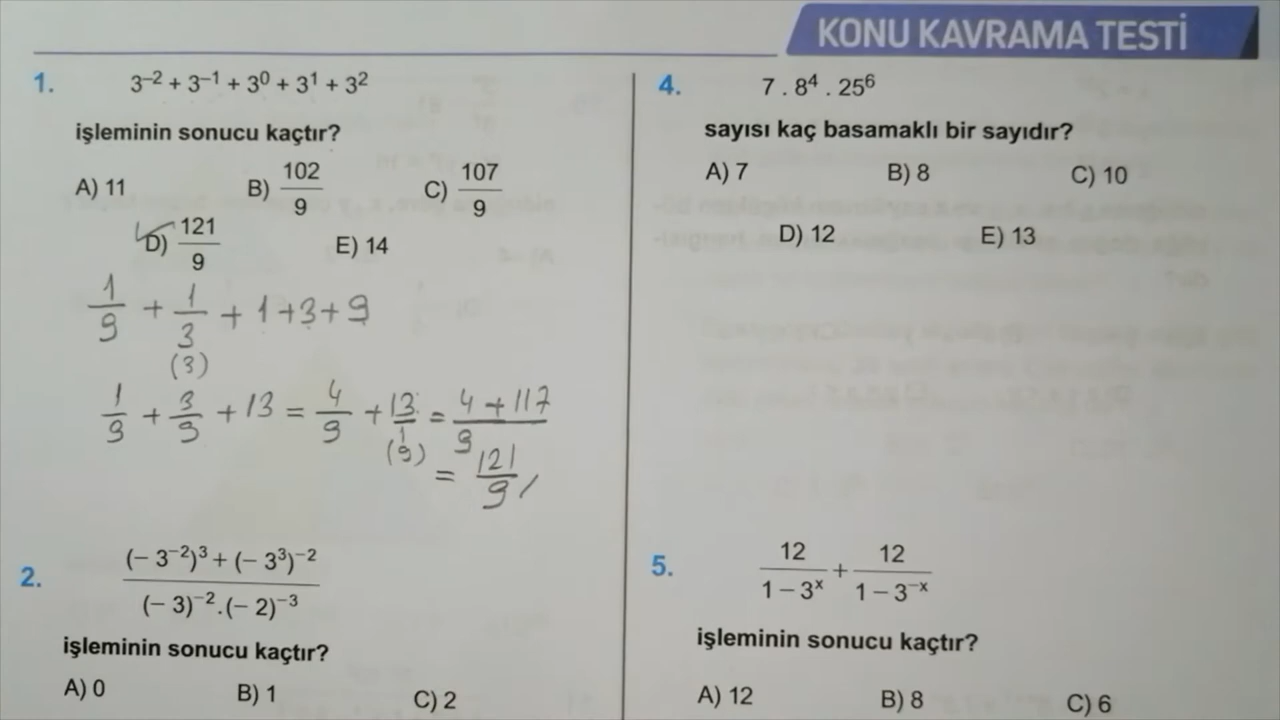 KONU KAVRAMA TESTİ
1. 3⁻² + 3⁻¹ + 3⁰ + 3¹ + 3²
işleminin sonucu kaçtır?
A) 11 B) 102/9 C) 107/9
D) 121/9 E) 14
1/9 + 1/3 + 1+3+9
(3)
1/9 + 3/9 + 13 = 4/9 + 13/1 = 4+117/9
(9)
= 121/9
2. (– 3⁻²)³ + (– 3³)⁻² / (– 3)⁻².(– 2)⁻³
işleminin sonucu kaçtır?
A) 0 B) 1 C) 2
4. 7 . 8⁴ . 25⁶
sayısı kaç basamaklı bir sayıdır?
A) 7 B) 8 C) 10
D) 12 E) 13
5. 12/1 – 3ˣ + 12/1 – 3⁻ˣ
işleminin sonucu kaçtır?
A) 12 B) 8 C) 6